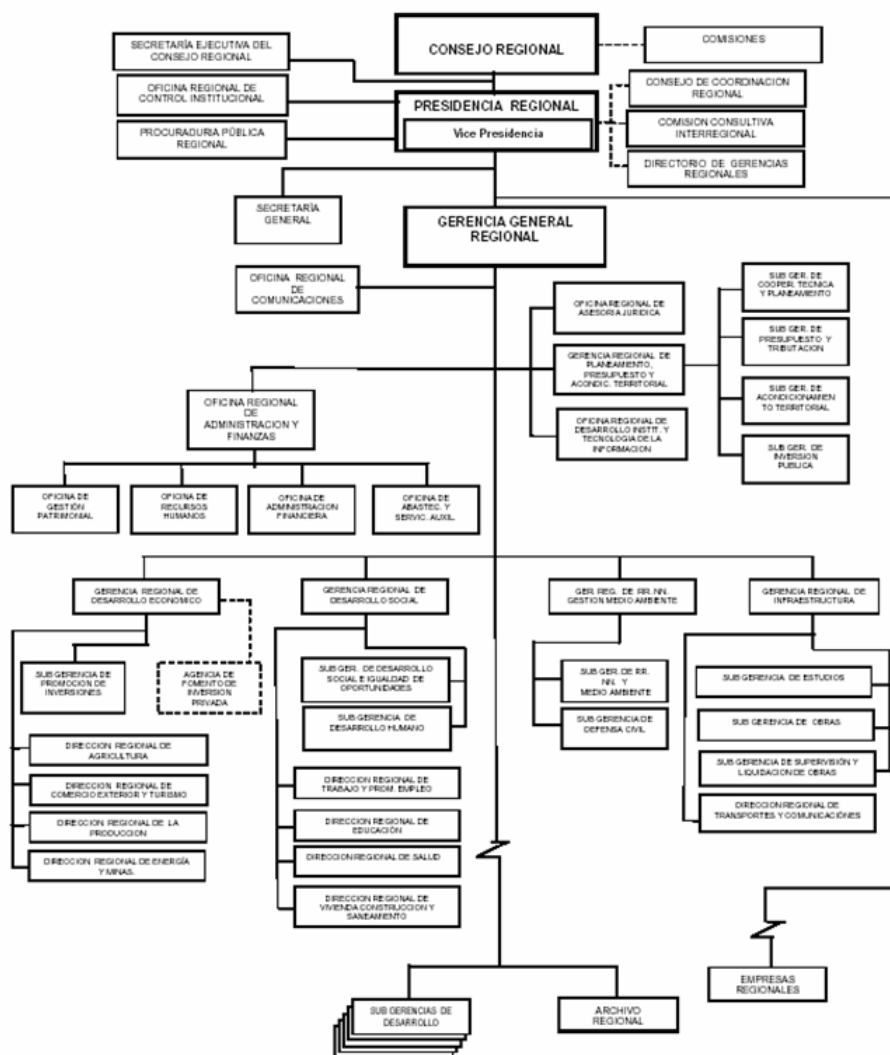 CONSEJO REGIONAL
COMISIONES
SECRETARÍA EJECUTIVA DEL
CONSEJO REGIONAL
OFICINA REGIONAL DE
CONTROL INSTITUCIONAL
PROCURADURIA PÚBLICA
REGIONAL
PRESIDENCIA REGIONAL
Vice Presidencia
CONSEJO DE COORDINACION
REGIONAL
COMISION CONSULTIVA
INTERREGIONAL
DIRECTORIO DE GERENCIAS
REGIONALES
SECRETARÍA
GENERAL
GERENCIA GENERAL
REGIONAL
OFICINA REGIONAL
DE
COMUNICACIONES
OFICINA REGIONAL DE
ASESORIA JURIDICA
GERENCIA REGIONAL DE
PLANEAMIENTO,
PRESUPUESTO Y
ACONDIC. TERRITORIAL
OFICINA REGIONAL DE
DESARROLLO INSTIT. Y
TECNOLOGIA DE LA
INFORMACION
SUB GER. DE
COOPER. TECNICA
Y PLANEAMIENTO
SUB GER. DE
PRESUPUESTO Y
TRIBUTACION
SUB GER. DE
ACONDICIONAMIEN
TO TERRITORIAL
SUB GER. DE
INVERSION
PUBLICA
OFICINA REGIONAL
DE
ADMINISTRACION Y
FINANZAS
OFICINA DE
GESTIÓN
PATRIMONIAL
OFICINA DE
RECURSOS
HUMANOS
OFICINA DE
ADMINISTRACION
FINANCIERA
OFICINA DE
ABASTEC. Y
SERVIC. AUXIL.
GERENCIA REGIONAL DE
DESARROLLO ECONOMICO
GERENCIA REGIONAL DE
DESARROLLO SOCIAL
GER. REG. DE RR. NN.
GESTION MEDIO AMBIENTE
GERENCIA REGIONAL DE
INFRAESTRUCTURA
SUB GERENCIA DE
PROMOCION DE
INVERSIONES
AGENCIA DE
FOMENTO DE
INVERSION
PRIVADA
DIRECCION REGIONAL DE
AGRICULTURA
DIRECCION REGIONAL DE
COMERCIO EXTERIOR Y TURISMO
DIRECCION REGIONAL DE LA
PRODUCCION
DIRECCION REGIONAL DE ENERGÍA
Y MINAS.
SUB GER. DE DESARROLLO
SOCIAL E IGUALDAD DE
OPORTUNIDADES
SUB GERENCIA DE
DESARROLLO HUMANO
DIRECCION REGIONAL DE
TRABAJO Y PROM. EMPLEO
DIRECCION REGIONAL DE
EDUCACIÓN
DIRECCION REGIONAL DE SALUD
DIRECCION REGIONAL DE
VIVIENDA CONSTRUCCION Y
SANEAMIENTO
SUB GER. DE RR.
NN. Y
MEDIO AMBIENTE
SUB GERENCIA DE
DEFENSA CIVIL
SUB GERENCIA DE ESTUDIOS
SUB GERENCIA DE OBRAS
SUB GERENCIA DE SUPERVISIÓN Y
LIQUIDACION DE OBRAS
DIRECCION REGIONAL DE
TRANSPORTES Y COMUNICACIÓNES
EMPRESAS
REGIONALES
SUB GERENCIAS DE
DESARROLLO
ARCHIVO
REGIONAL